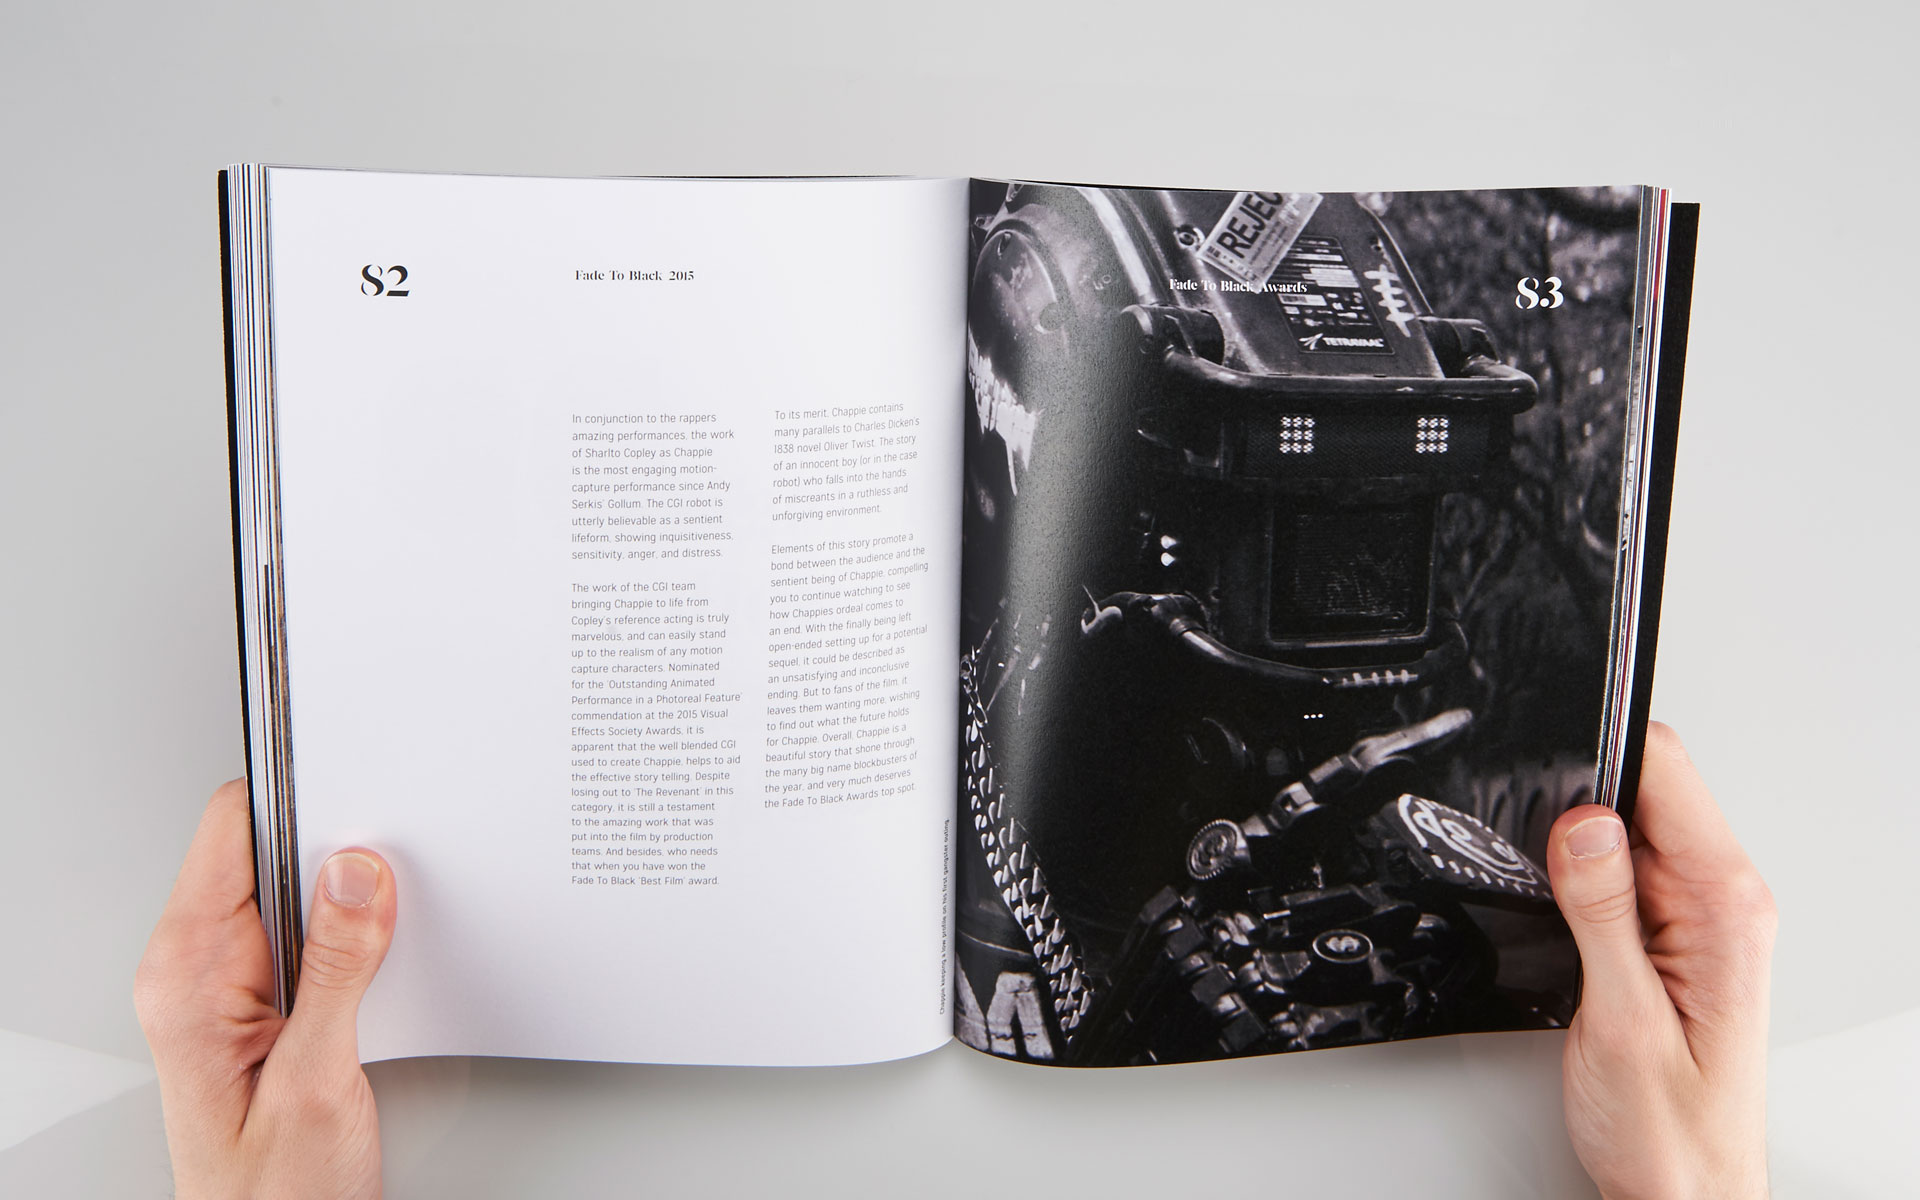 82
Fade To Black 2015
In conjunction to the rappers
amazing performances, the work
of Sharlto Copley as Chappie
is the most engaging motion-
capture performance since Andy
Serkis' Gollum. The CGI robot is
utterly believable as a sentient
lifeform, showing inquisitiveness,
sensitivity, anger, and distress.
The work of the CGI team
bringing Chappie to life from
Copley's reference acting is truly
marvelous, and can easily stand
up to the realism of any motion
capture characters. Nominated
for the 'Outstanding Animated
Performance in a Photoreal Feature'
commendation at the 2015 Visual
Effects Society Awards, it is
apparent that the well blended CGI
used to create Chappie, helps to aid
the effective story telling. Despite
losing out to 'The Revenant' in this
category, it is still a testament
to the amazing work that was
put into the film by production
teams. And besides, who needs
that when you have won the
Fade To Black 'Best Film' award.
To its merit, Chappie contains
many parallels to Charles Dicken's
1838 novel Oliver Twist. The story
of an innocent boy (or in the case
robot) who falls into the hands
of miscreants in a ruthless and
unforgiving environment.
Elements of this story promote a
bond between the audience and the
sentient being of Chappie, compelling
you to continue watching to see
how Chappies ordeal comes to
an end. With the finally being left
open-ended setting up for a potential
sequel, it could be described as
an unsatisfying and inconclusive
ending. But to fans of the film, it
leaves them wanting more, wishing
to find out what the future holds
for Chappie. Overall, Chappie is a
beautiful story that shone through
the many big name blockbusters of
the year, and very much deserves
the Fade To Black Awards top spot.
Chappie keeping a low profile on his first gangster outing
REJEC
Fade To Black Awards
83
TETRAVAAL